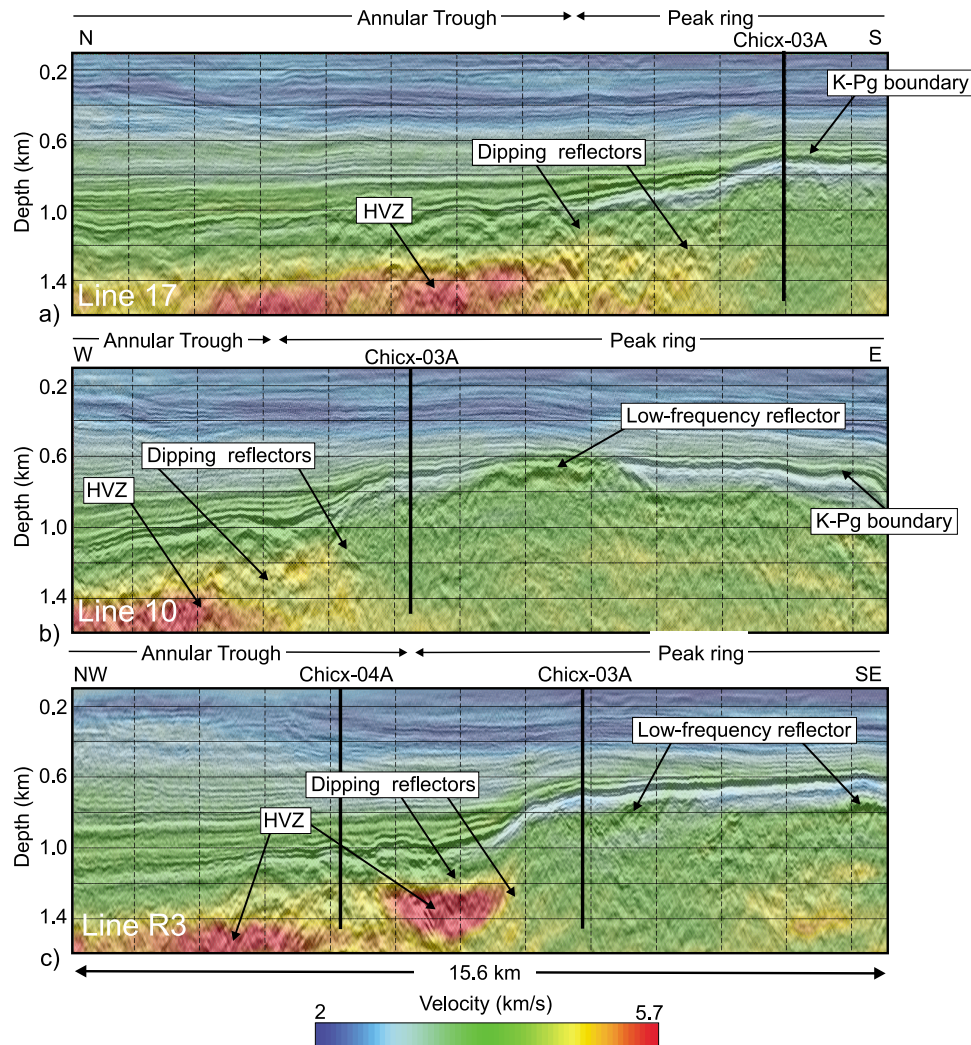 Annular Trough Peak ring
N Chicx-03A S
K-Pg boundary
Dipping reflectors
HVZ
0.2
0.6
1.0
1.4
Depth (km)
Line 17
a)
Annular Trough Peak ring
W Chicx-03A E
Low-frequency reflector
Dipping reflectors
HVZ
K-Pg boundary
0.2
0.6
1.0
1.4
Depth (km)
Line 10
b)
Annular Trough Peak ring
NW Chicx-04A Chicx-03A SE
Low-frequency reflector
Dipping reflectors
HVZ
0.2
0.6
1.0
1.4
Depth (km)
Line R3
c)
15.6 km
Velocity (km/s)
2 5.7